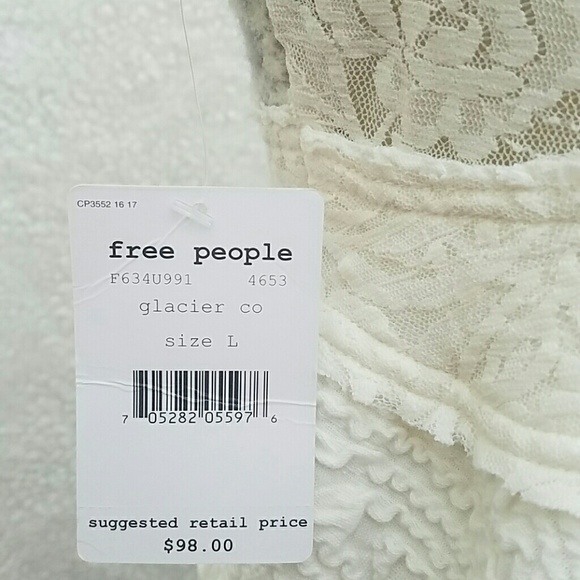 CP3552 16 17
free people
F634U991 4653
glacier co
size L
7 05282 05597 6
suggested retail price
$98.00